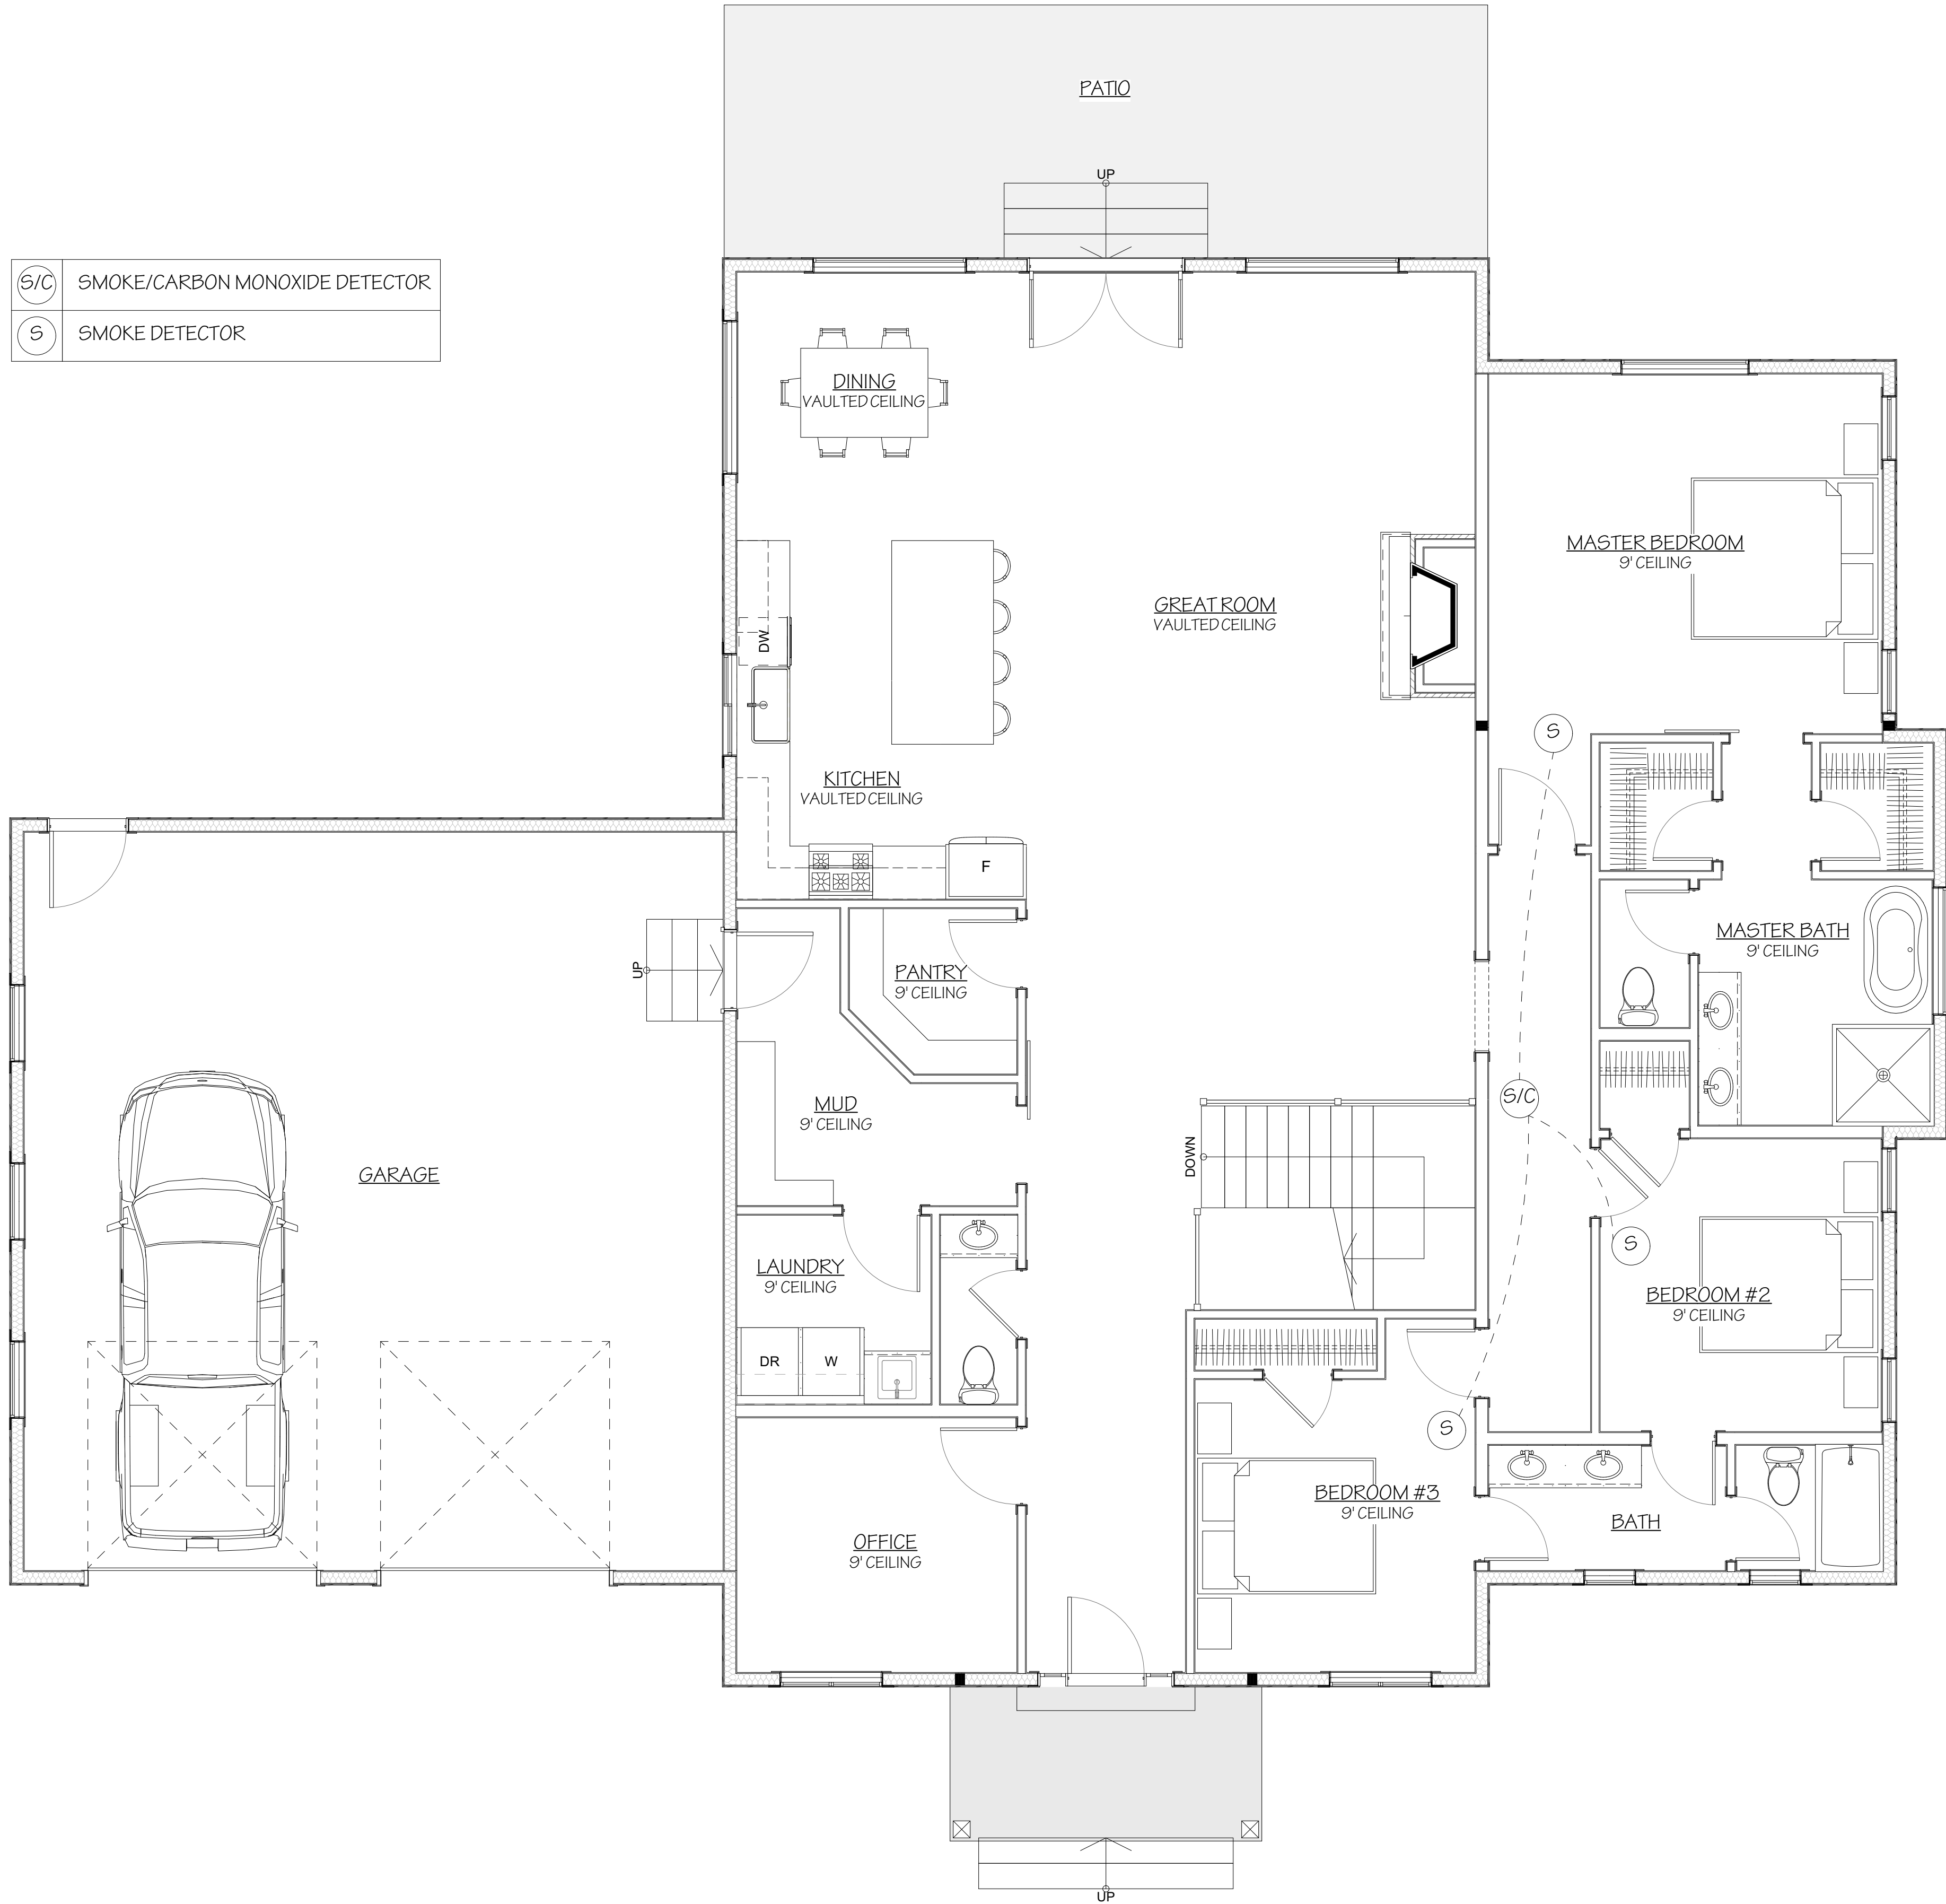 PATIO
UP
S/C SMOKE/CARBON MONOXIDE DETECTOR
S SMOKE DETECTOR
DINING
VAULTED CEILING
MASTER BEDROOM
9' CEILING
GREAT ROOM
VAULTED CEILING
DW
S
KITCHEN
VAULTED CEILING
F
MASTER BATH
9' CEILING
UP
PANTRY
9' CEILING
S/C
MUD
9' CEILING
DOWN
GARAGE
S
LAUNDRY
9' CEILING
BEDROOM #2
9' CEILING
DR
W
S
BEDROOM #3
9' CEILING
BATH
OFFICE
9' CEILING
UP